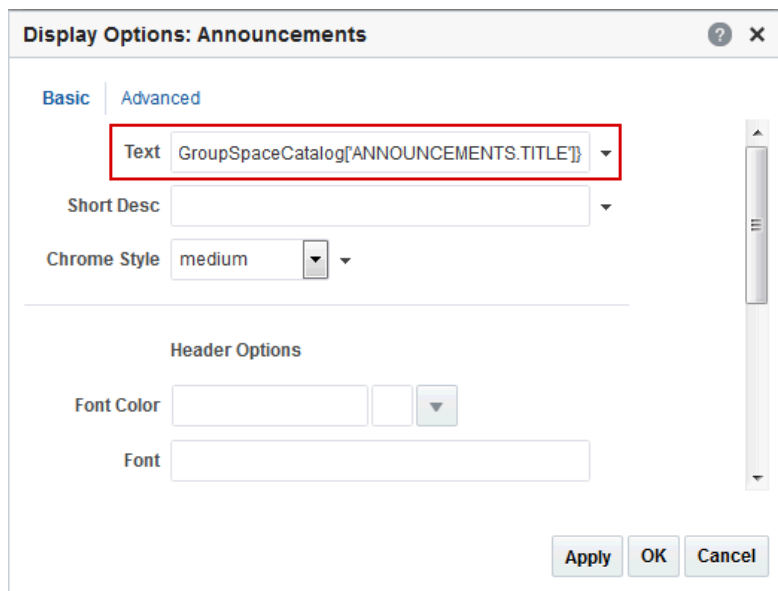 Display Options: Announcements
Basic Advanced
Text GroupSpaceCatalog['ANNOUNCEMENTS.TITLE']}
Short Desc
Chrome Style medium
Header Options
Font Color
Font
Apply OK Cancel